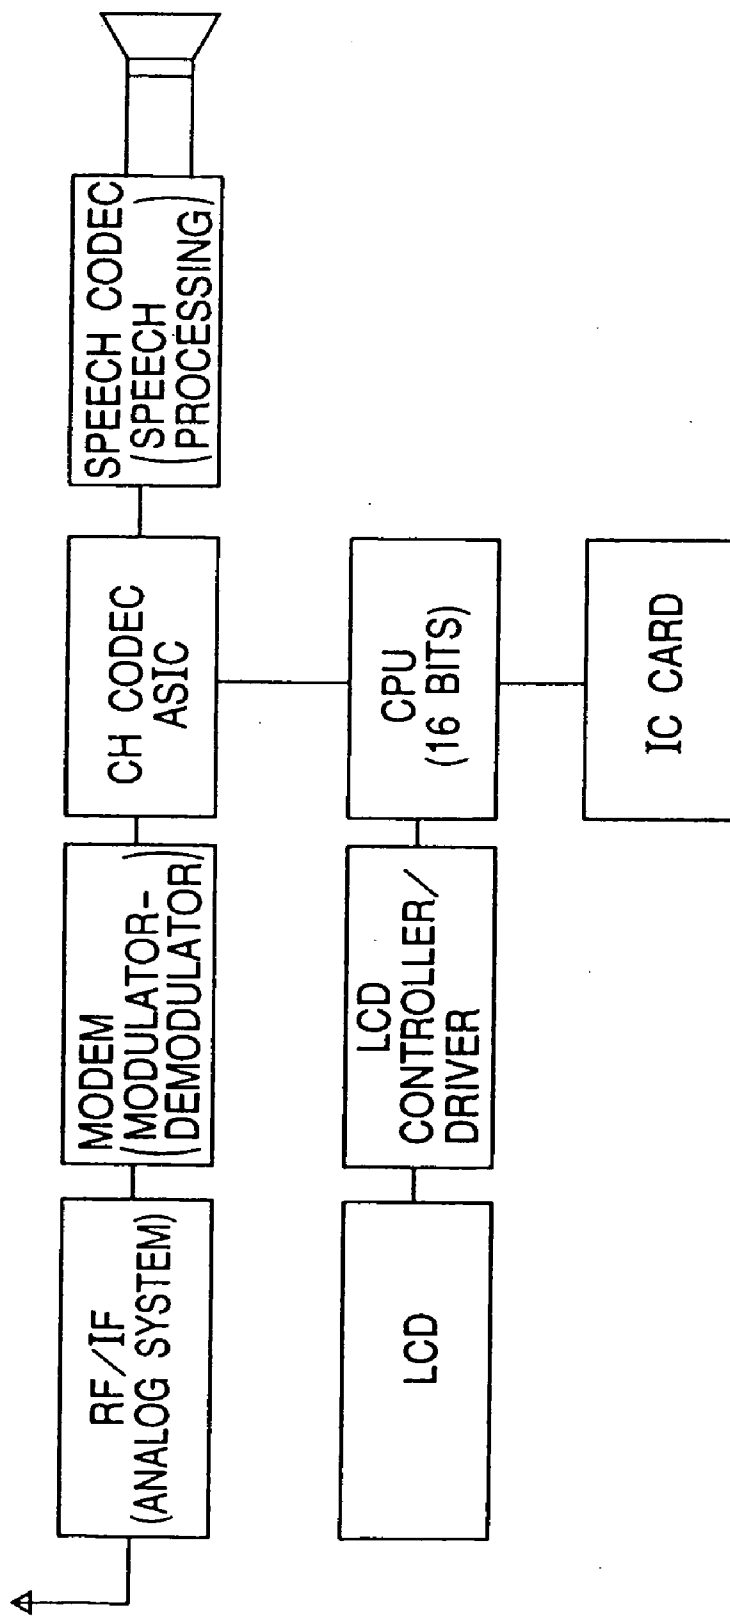 RF/IF
(ANALOG SYSTEM)
MODEM
(MODULATOR-
DEMODULATOR)
CH CODEC
ASIC
SPEECH CODEC
(SPEECH
PROCESSING)
LCD
LCD
CONTROLLER/
DRIVER
CPU
(16 BITS)
IC CARD